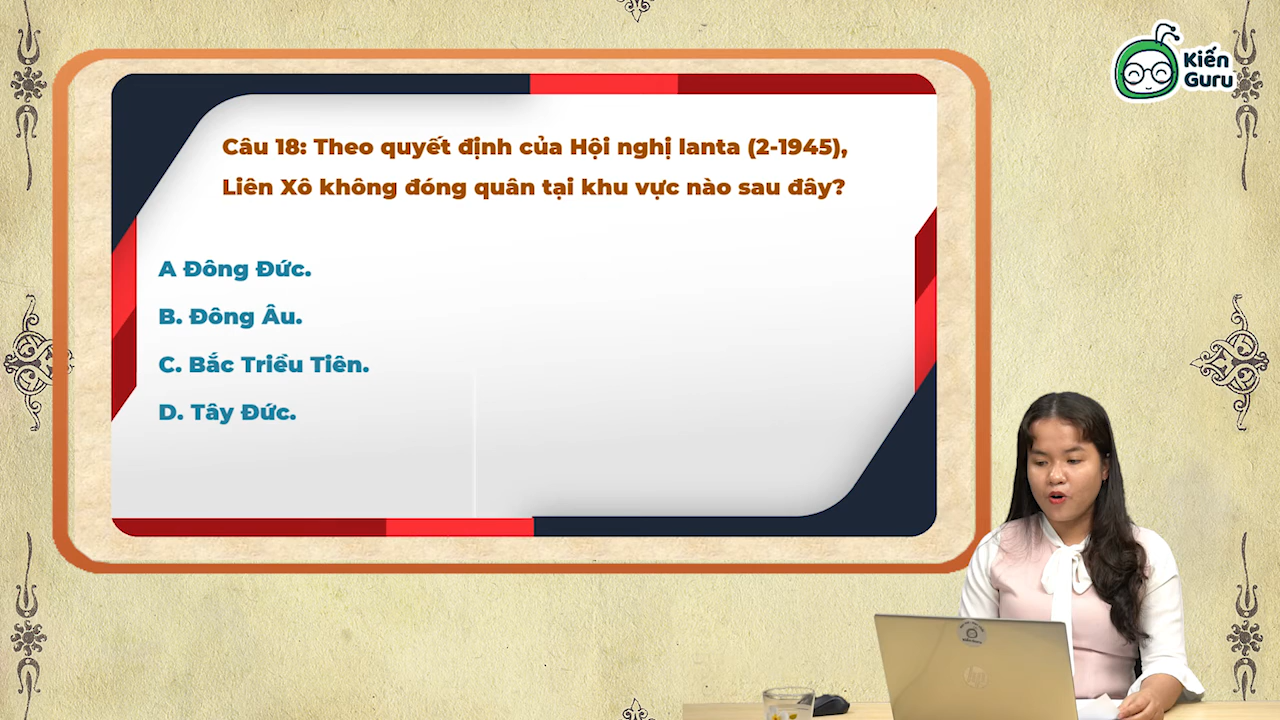 Kiến
Guru
Câu 18: Theo quyết định của Hội nghị Ianta (2-1945),
Liên Xô không đóng quân tại khu vực nào sau đây?
A Đông Đức.
B. Đông Âu.
C. Bắc Triều Tiên.
D. Tây Đức.